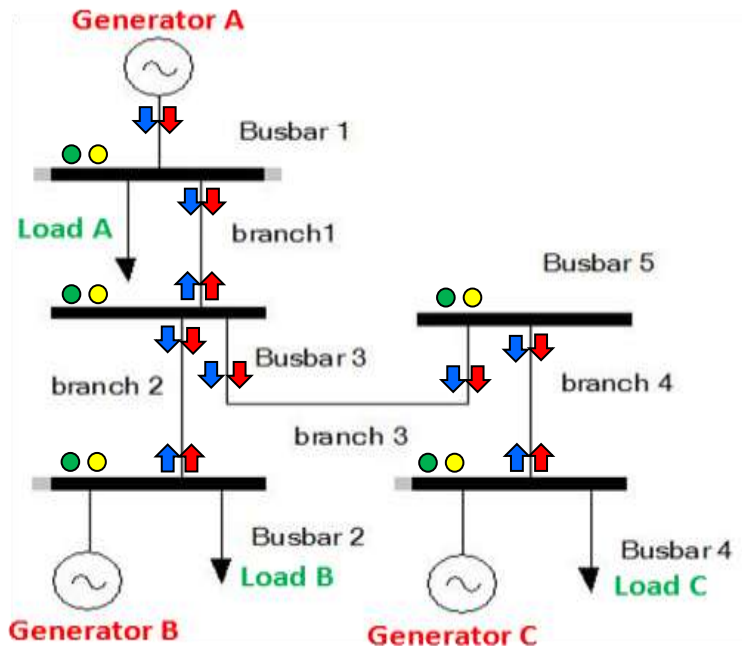 Generator A
Busbar 1
Load A
branch1
Busbar 5
Busbar 3
branch 2
branch 4
branch 3
Busbar 2
Load B
Busbar 4
Load C
Generator B
Generator C